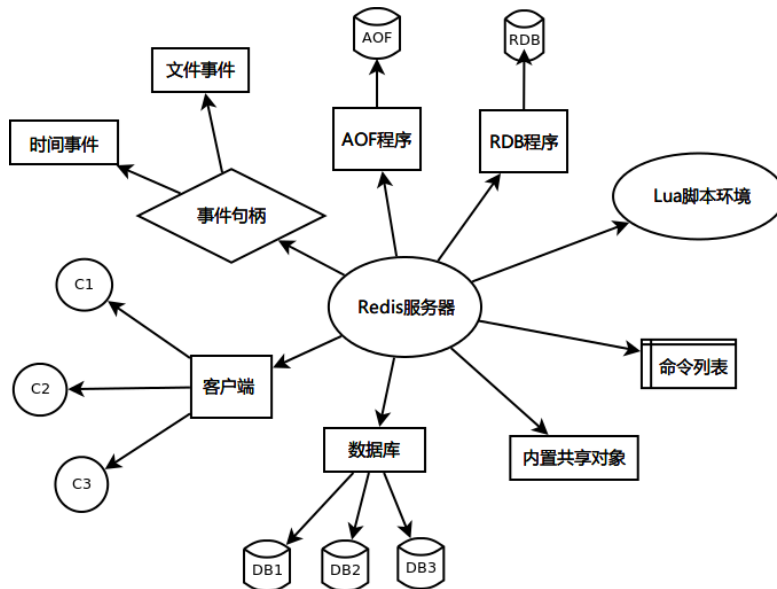 AOF
RDB
文件事件
时间事件
AOF程序
RDB程序
Lua脚本环境
事件句柄
C1
Redis服务器
命令列表
C2
客户端
数据库
内置共享对象
C3
DB1
DB2
DB3